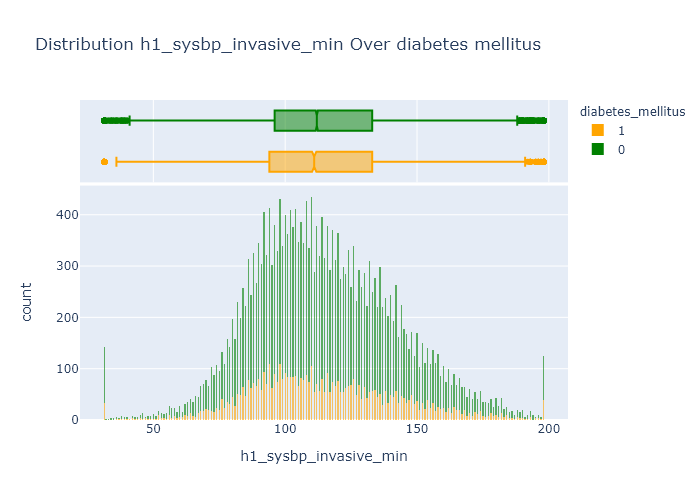 Distribution h1_sysbp_invasive_min Over diabetes mellitus
diabetes_mellitus
1
0
400
300
200
100
0
count
50
100
150
200
h1_sysbp_invasive_min